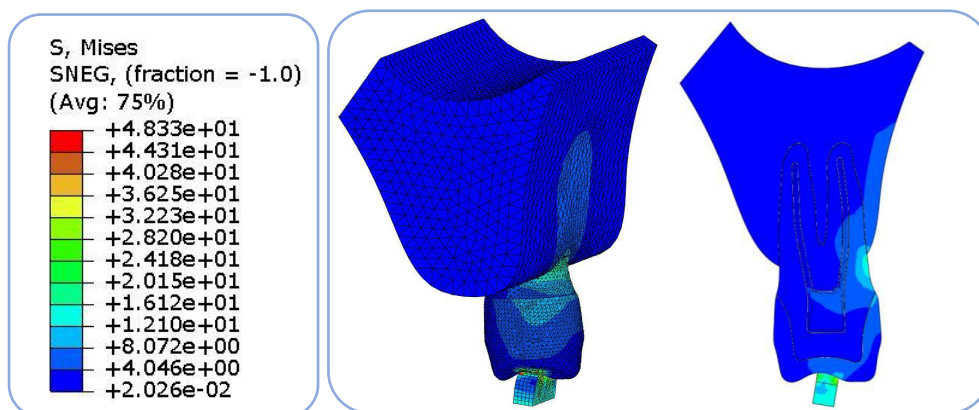 S, Mises
SNEG, (fraction = -1.0)
(Avg: 75%)
+4.833e+01
+4.431e+01
+4.028e+01
+3.625e+01
+3.223e+01
+2.820e+01
+2.418e+01
+2.015e+01
+1.612e+01
+1.210e+01
+8.072e+00
+4.046e+00
+2.026e-02